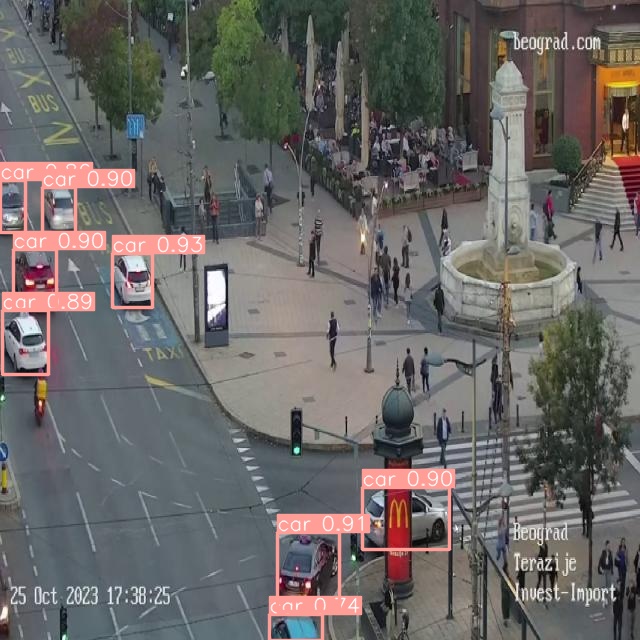 beograd.com
BUS
BUS
BUS
car 0.90
car 0.90
car 0.93
car 0.89
TAXI
car 0.90
M
car 0.91
car 0.74
Beograd
Terazije
Invest-Import
25 Oct 2023 17:38:25